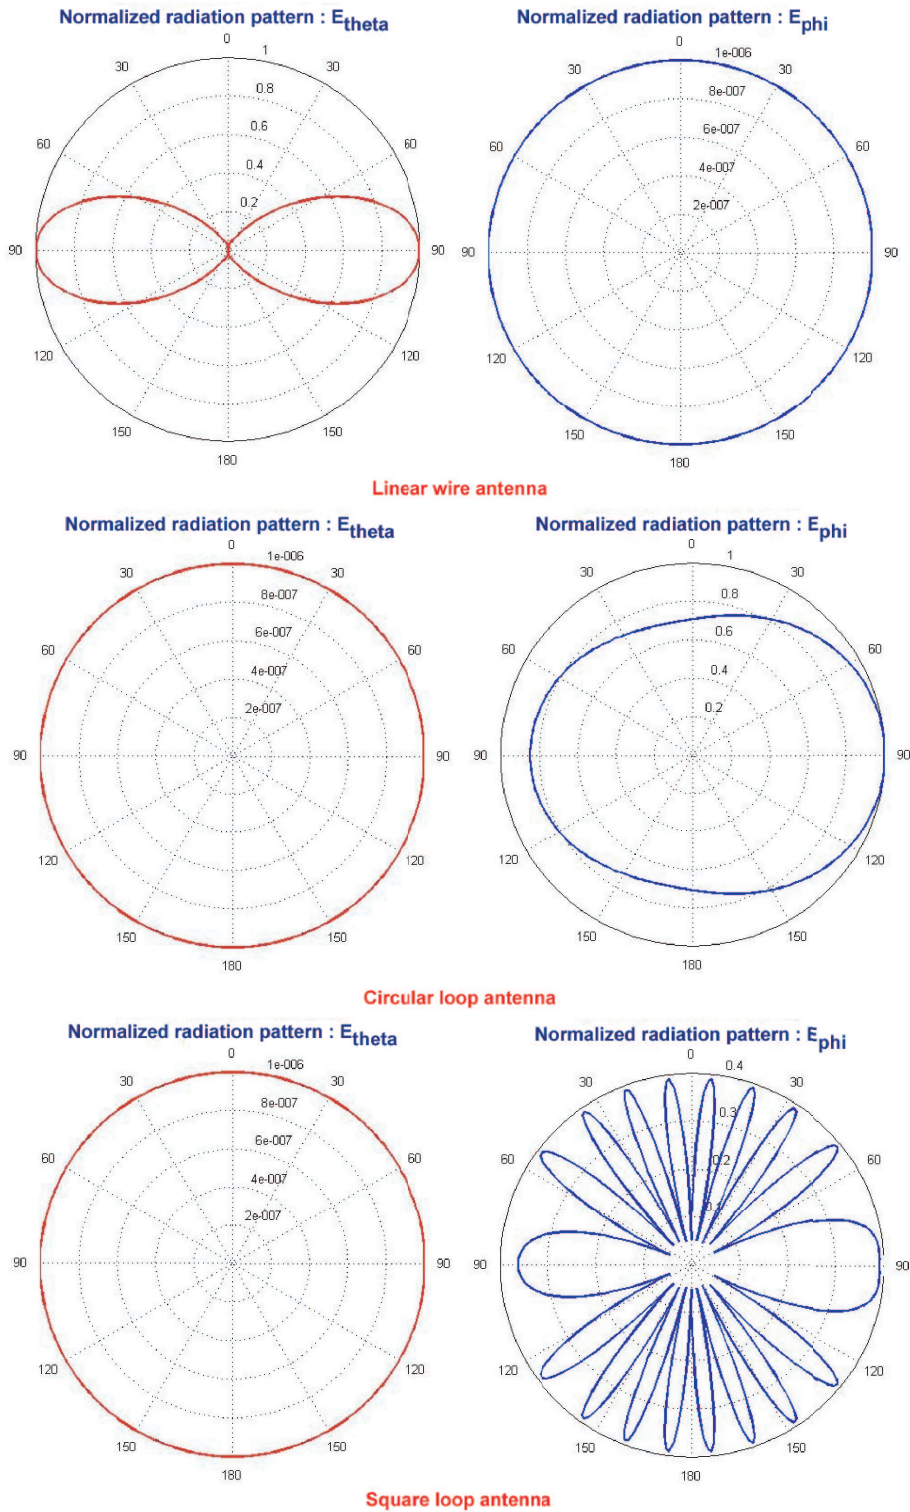 Normalized radiation pattern : E_theta Normalized radiation pattern : E_phi
0 1 0 1e-006
30 30 30 30
0.8 8e-007
60 0.6 60 60 6e-007 60
0.4 4e-007
0.2 2e-007
90 90 90 90
120 120 120 120
150 150 150 150
180 180
Linear wire antenna
Normalized radiation pattern : E_theta Normalized radiation pattern : E_phi
0 1e-006 0 1
30 30 30 30
8e-007 0.8
60 6e-007 60 60 0.6 60
4e-007 0.4
2e-007 0.2
90 90 90 90
120 120 120 120
150 150 150 150
180 180
Circular loop antenna
Normalized radiation pattern : E_theta Normalized radiation pattern : E_phi
0 1e-006 0 0.4
30 30 30 30
8e-007 0.3
60 6e-007 60 60 0.2 60
4e-007 0.1
2e-007
90 90 90 90
120 120 120 120
150 150 150 150
180 180
Square loop antenna